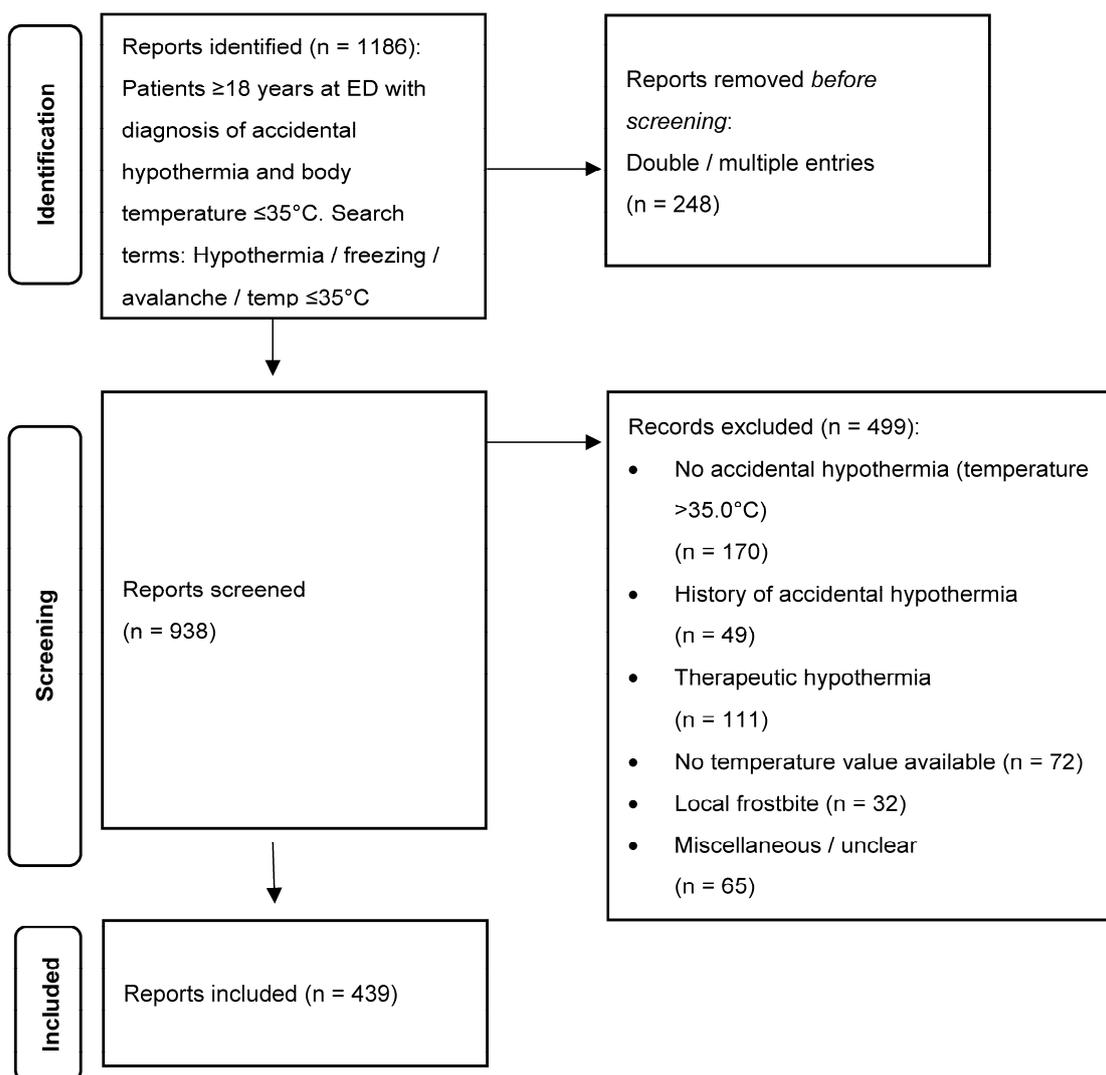 Identification
Reports identified (n = 1186):
Patients ≥18 years at ED with
diagnosis of accidental
hypothermia and body
temperature ≤35°C. Search
terms: Hypothermia / freezing /
avalanche / temp ≤35°C
Reports removed before
screening:
Double / multiple entries
(n = 248)
Screening
Reports screened
(n = 938)
Records excluded (n = 499):
• No accidental hypothermia (temperature
>35.0°C)
(n = 170)
• History of accidental hypothermia
(n = 49)
• Therapeutic hypothermia
(n = 111)
• No temperature value available (n = 72)
• Local frostbite (n = 32)
• Miscellaneous / unclear
(n = 65)
Included
Reports included (n = 439)